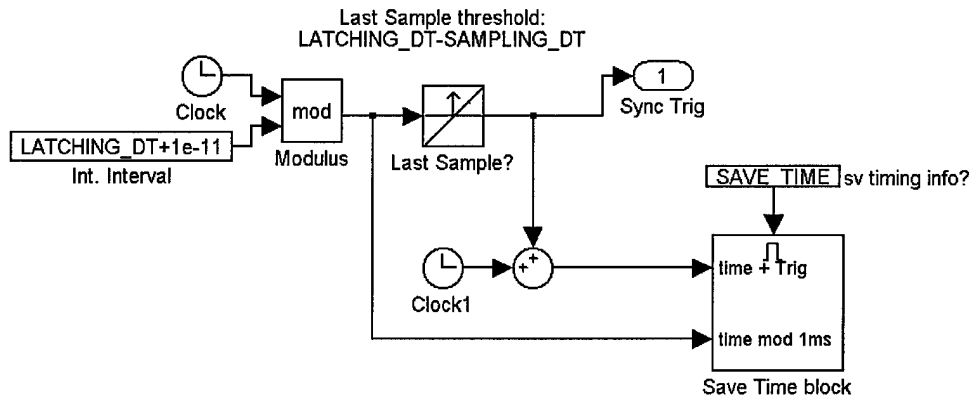 Last Sample threshold:
LATCHING_DT-SAMPLING_DT
Clock
mod
Modulus
LATCHING_DT+1e-11
Int. Interval
Last Sample?
1
Sync Trig
SAVE_TIME
sv timing info?
Clock1
++
time + Trig
time mod 1ms
Save Time block